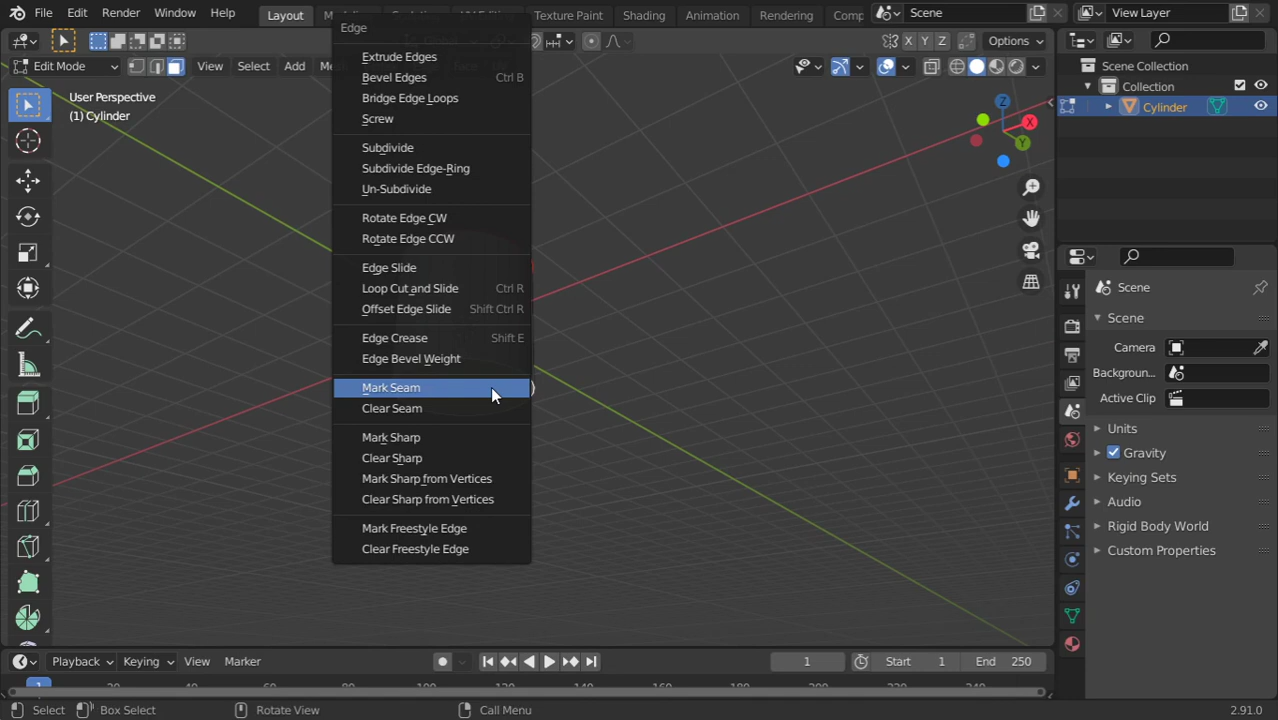 File Edit Render Window Help Layout Texture Paint Shading Animation Rendering Comp Scene View Layer
Edge
X Y Z Options
Edit Mode View Select Add
User Perspective
(1) Cylinder
Extrude Edges
Bevel Edges Ctrl B
Bridge Edge Loops
Screw
Subdivide
Subdivide Edge-Ring
Un-Subdivide
Rotate Edge CW
Rotate Edge CCW
Edge Slide
Loop Cut and Slide Ctrl R
Offset Edge Slide Shift Ctrl R
Edge Crease Shift E
Edge Bevel Weight
Mark Seam
Clear Seam
Mark Sharp
Clear Sharp
Mark Sharp from Vertices
Clear Sharp from Vertices
Mark Freestyle Edge
Clear Freestyle Edge
Z
X
Y
Scene Collection
Collection
Cylinder
Scene
Scene
Camera
Backgroun...
Active Clip
Units
Gravity
Keying Sets
Audio
Rigid Body World
Custom Properties
Playback Keying View Marker 1 Start 1 End 250
1
Select Box Select Rotate View Call Menu 2.91.0